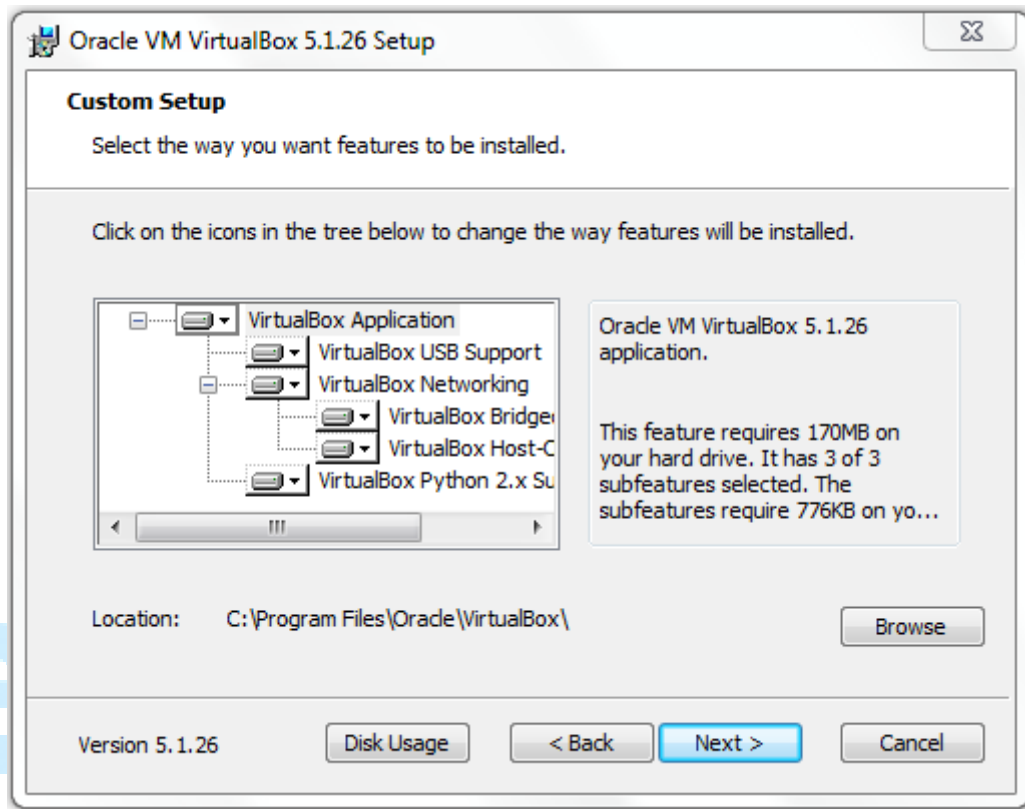 Oracle VM VirtualBox 5.1.26 Setup
Custom Setup
Select the way you want features to be installed.
Click on the icons in the tree below to change the way features will be installed.
VirtualBox Application
VirtualBox USB Support
VirtualBox Networking
VirtualBox Bridge
VirtualBox Host-C
VirtualBox Python 2.x Su
Oracle VM VirtualBox 5.1.26
application.
This feature requires 170MB on
your hard drive. It has 3 of 3
subfeatures selected. The
subfeatures require 776KB on yo...
Location: C:\Program Files\Oracle\VirtualBox\
Browse
Version 5.1.26 Disk Usage < Back Next > Cancel